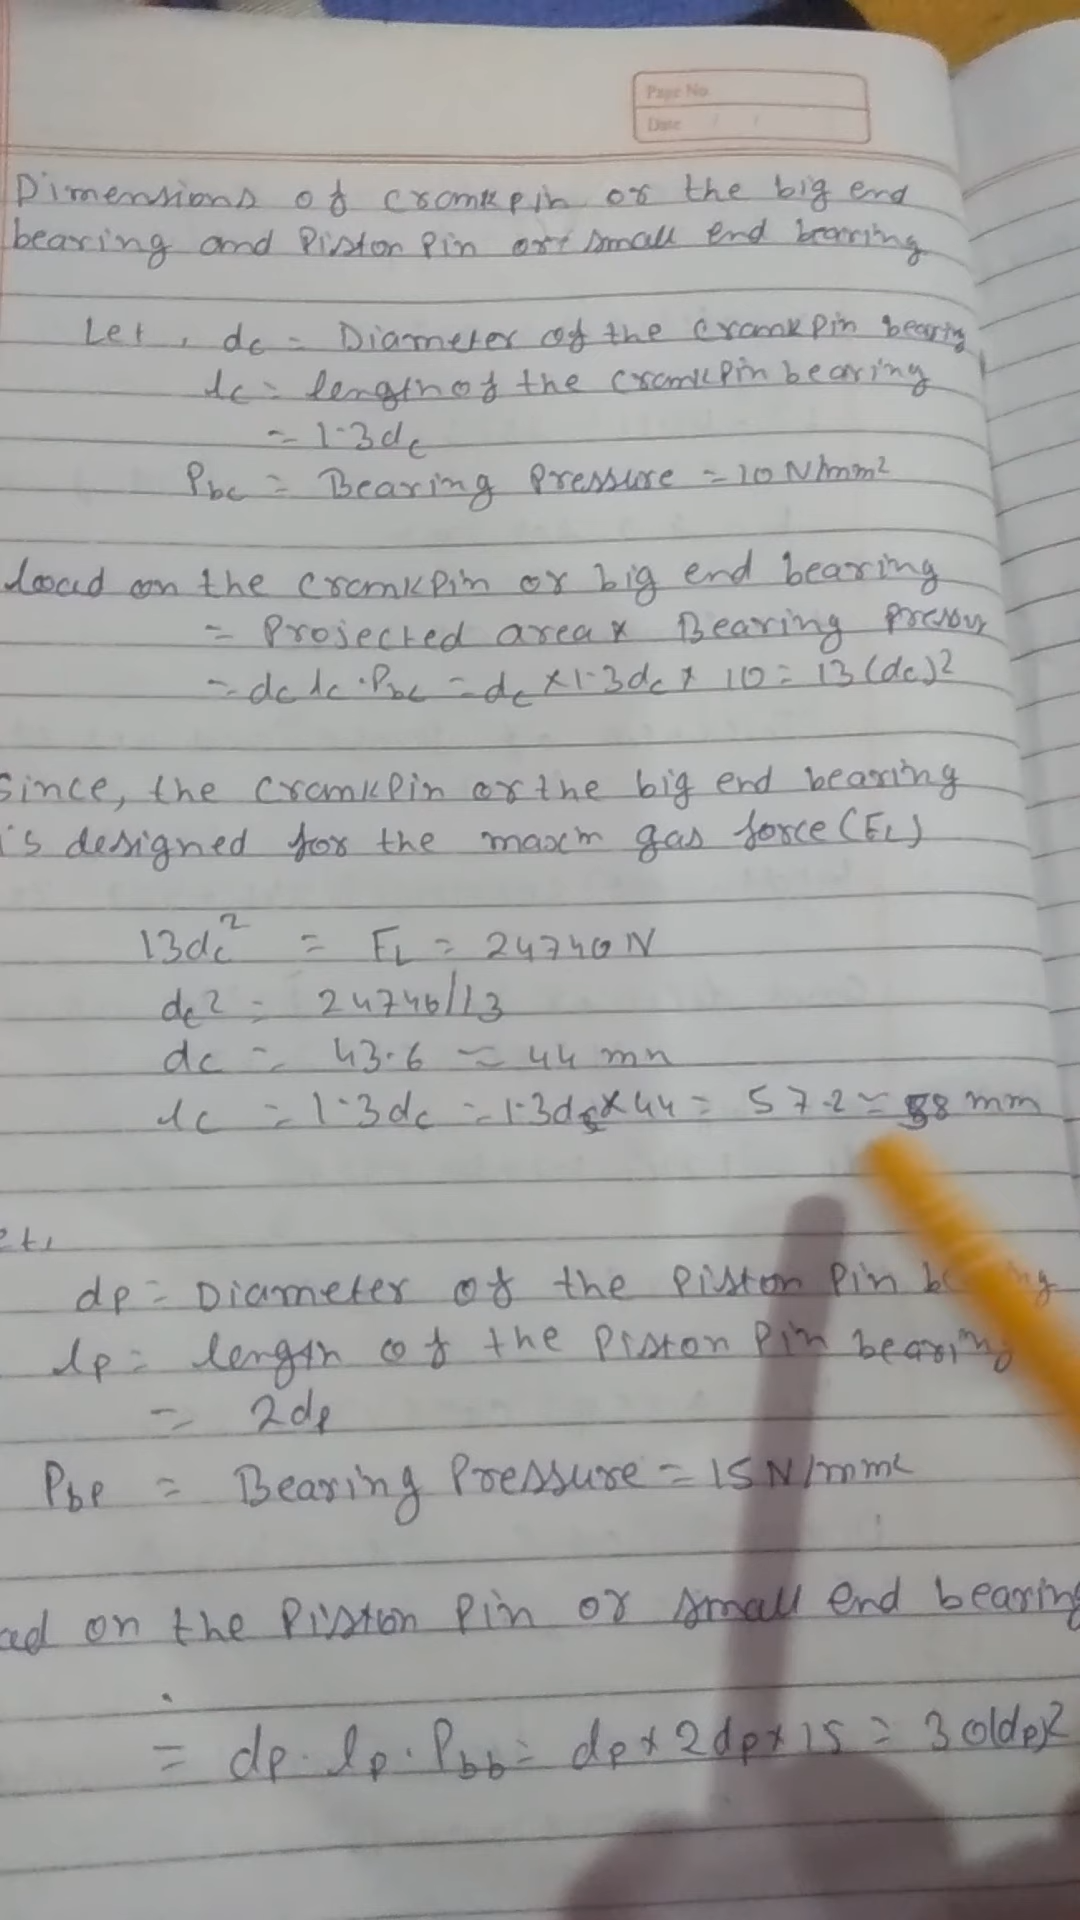 Page No
Date / /
Dimensions of crankpin or the big end
bearing and Piston Pin or small end bearing
Let, dc = Diameter of the crankpin bearing
lc = length of the crankpin bearing
= 1.3dc
Pbc = Bearing Pressure = 10 N/mm²
load on the crankpin or big end bearing
= Projected area × Bearing Pressur
= dc lc . Pbc = dc × 1.3dc × 10 = 13(dc)²
Since, the crankpin or the big end bearing
is designed for the maxm gas force (FL)
13dc² = FL = 24740 N
dc² = 24740/13
dc = 43.6 ≈ 44 mm
lc = 1.3dc = 1.3dc×44 = 57.2 ≈ 58 mm
et,
dp = Diameter of the Piston Pin
lp = length of the Piston Pin bearing
= 2dp
Pbp = Bearing Pressure = 15 N/mm²
ad on the Piston Pin or small end bearing
= dp . lp . Pbb = dp × 2dp × 15 = 30(dp)²